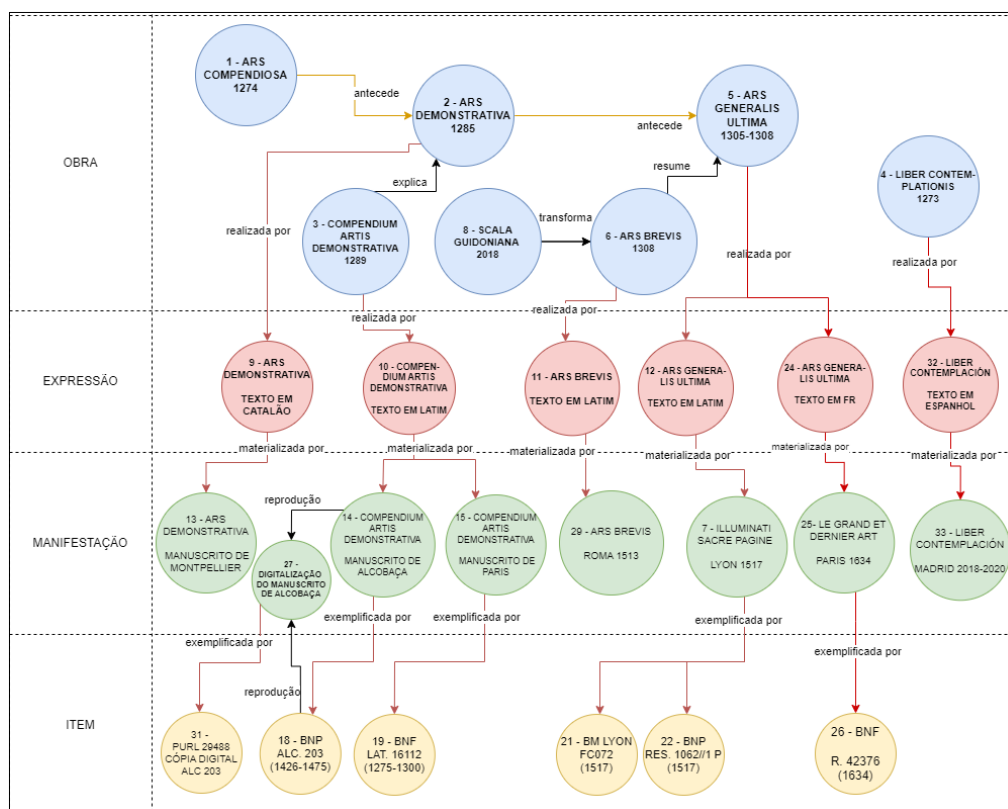 OBRA
1 - ARS
COMPENDIOSA
1274
antecede
2 - ARS
DEMONSTRATIVA
1285
antecede
5 - ARS
GENERALIS
ULTIMA
1305-1308
4 - LIBER CONTEM-
PLATIONIS
1273
explica
3 - COMPENDIUM
ARTIS
DEMONSTRATIVA
1289
8 - SCALA
GUIDONIANA
2018
transforma
6 - ARS BREVIS
1308
resume
realizada por
realizada por
realizada por
realizada por
realizada por
EXPRESSÃO
9 - ARS
DEMONSTRATIVA
TEXTO EM
CATALÃO
10 - COMPEN-
DIUM ARTIS
DEMONSTRATIVA
TEXTO EM LATIM
11 - ARS BREVIS
TEXTO EM LATIM
12 - ARS GENERA-
LIS ULTIMA
TEXTO EM LATIM
24 - ARS GENERA-
LIS ULTIMA
TEXTO EM FR
32 - LIBER
CONTEMPLACIÓN
TEXTO EM
ESPANHOL
materializada por
materializada por
materializada por
materializada por
materializada por
materializada por
MANIFESTAÇÃO
13 - ARS
DEMONSTRATIVA
MANUSCRITO DE
MONTPELLIER
reprodução
27 -
DIGITALIZAÇÃO
DO MANUSCRITO
DE ALCOBAÇA
14 - COMPENDIUM
ARTIS
DEMONSTRATIVA
MANUSCRITO DE
ALCOBAÇA
15 - COMPENDIUM
ARTIS
DEMONSTRATIVA
MANUSCRITO DE
PARIS
29 - ARS BREVIS
ROMA 1513
7 - ILLUMINATI
SACRE PAGINE
LYON 1517
25- LE GRAND ET
DERNIER ART
PARIS 1634
33 - LIBER
CONTEMPLACIÓN
MADRID 2018-2020
exemplificada por
exemplificada por
exemplificada por
exemplificada por
exemplificada por
reprodução
ITEM
31 -
PURL 29488
CÓPIA DIGITAL
ALC 203
18 - BNP
ALC. 203
(1426-1475)
19 - BNF
LAT. 16112
(1275-1300)
21 - BM LYON
FC072
(1517)
22 - BNP
RES. 1062//1 P
(1517)
26 - BNF
R. 42376
(1634)